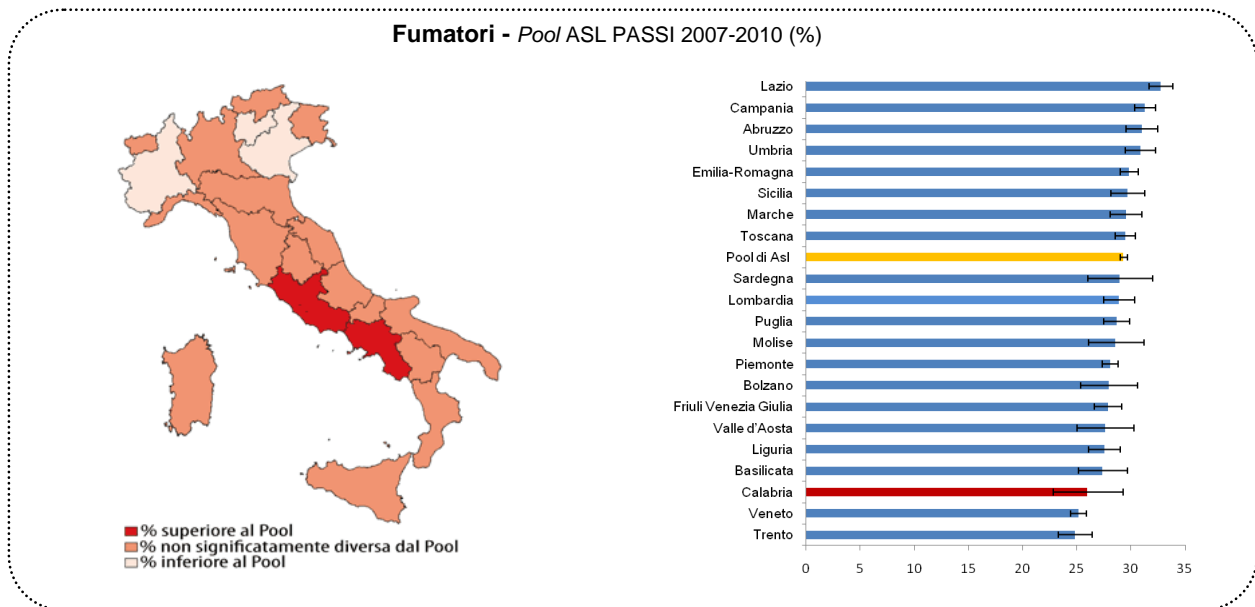 Fumatori - Pool ASL PASSI 2007-2010 (%)
% superiore al Pool
% non significatamente diversa dal Pool
% inferiore al Pool
Lazio
Campania
Abruzzo
Umbria
Emilia-Romagna
Sicilia
Marche
Toscana
Pool di Asl
Sardegna
Lombardia
Puglia
Molise
Piemonte
Bolzano
Friuli Venezia Giulia
Valle d'Aosta
Liguria
Basilicata
Calabria
Veneto
Trento
0 5 10 15 20 25 30 35